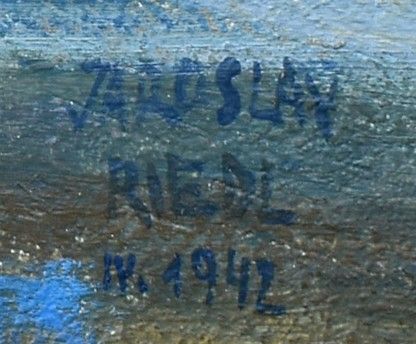 JAROSLAV
RIEDL
IV. 1942